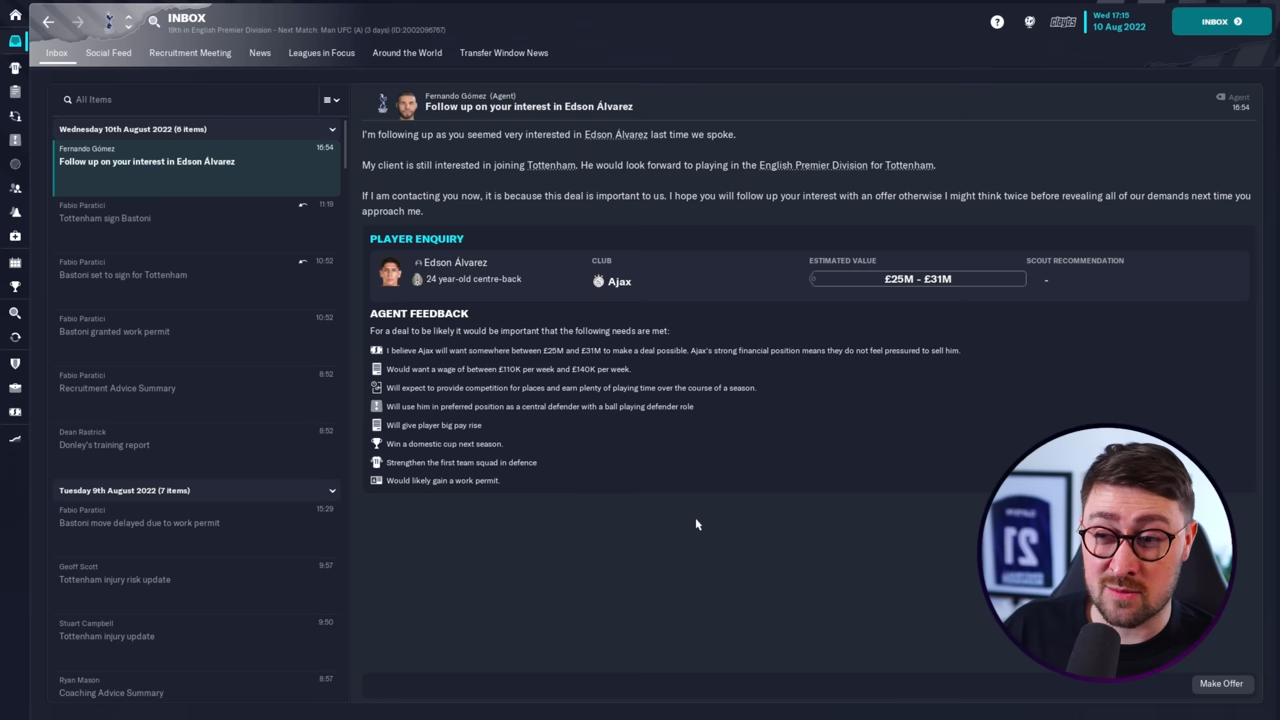 INBOX
19th in English Premier Division - Next Match: Man UFC (A) (3 days) (ID:2002096767)
clayts
Wed 17:15
10 Aug 2022
INBOX
Inbox
Social Feed
Recruitment Meeting
News
Leagues in Focus
Around the World
Transfer Window News
All Items
Wednesday 10th August 2022 (6 items)
Fernando Gómez
16:54
Follow up on your interest in Edson Álvarez
Fabio Paratici
11:19
Tottenham sign Bastoni
Fabio Paratici
10:52
Bastoni set to sign for Tottenham
Fabio Paratici
10:52
Bastoni granted work permit
Fabio Paratici
8:52
Recruitment Advice Summary
Dean Rastrick
8:52
Donley's training report
Tuesday 9th August 2022 (7 items)
Fabio Paratici
15:29
Bastoni move delayed due to work permit
Geoff Scott
9:57
Tottenham injury risk update
Stuart Campbell
9:50
Tottenham injury update
Ryan Mason
8:57
Coaching Advice Summary
Fernando Gómez (Agent)
Follow up on your interest in Edson Álvarez
Agent
16:54
I'm following up as you seemed very interested in Edson Álvarez last time we spoke.
My client is still interested in joining Tottenham. He would look forward to playing in the English Premier Division for Tottenham.
If I am contacting you now, it is because this deal is important to us. I hope you will follow up your interest with an offer otherwise I might think twice before revealing all of our demands next time you
approach me.
PLAYER ENQUIRY
Edson Álvarez
24 year-old centre-back
CLUB
Ajax
ESTIMATED VALUE
£25M - £31M
SCOUT RECOMMENDATION
-
AGENT FEEDBACK
For a deal to be likely it would be important that the following needs are met:
I believe Ajax will want somewhere between £25M and £31M to make a deal possible. Ajax's strong financial position means they do not feel pressured to sell him.
Would want a wage of between £110K per week and £140K per week.
Will expect to provide competition for places and earn plenty of playing time over the course of a season.
Will use him in preferred position as a central defender with a ball playing defender role
Will give player big pay rise
Win a domestic cup next season.
Strengthen the first team squad in defence
Would likely gain a work permit.
21
Make Offer